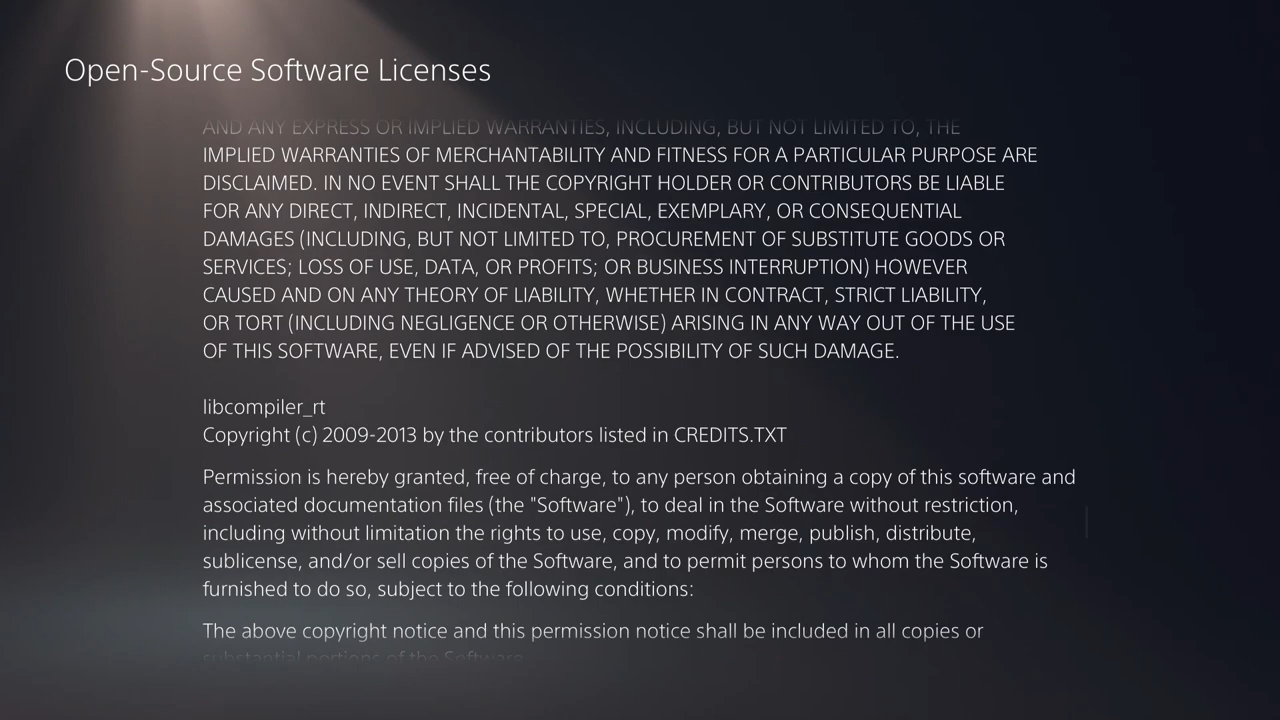 Open-Source Software Licenses
AND ANY EXPRESS OR IMPLIED WARRANTIES, INCLUDING, BUT NOT LIMITED TO, THE
IMPLIED WARRANTIES OF MERCHANTABILITY AND FITNESS FOR A PARTICULAR PURPOSE ARE
DISCLAIMED. IN NO EVENT SHALL THE COPYRIGHT HOLDER OR CONTRIBUTORS BE LIABLE
FOR ANY DIRECT, INDIRECT, INCIDENTAL, SPECIAL, EXEMPLARY, OR CONSEQUENTIAL
DAMAGES (INCLUDING, BUT NOT LIMITED TO, PROCUREMENT OF SUBSTITUTE GOODS OR
SERVICES; LOSS OF USE, DATA, OR PROFITS; OR BUSINESS INTERRUPTION) HOWEVER
CAUSED AND ON ANY THEORY OF LIABILITY, WHETHER IN CONTRACT, STRICT LIABILITY,
OR TORT (INCLUDING NEGLIGENCE OR OTHERWISE) ARISING IN ANY WAY OUT OF THE USE
OF THIS SOFTWARE, EVEN IF ADVISED OF THE POSSIBILITY OF SUCH DAMAGE.
libcompiler_rt
Copyright (c) 2009-2013 by the contributors listed in CREDITS.TXT
Permission is hereby granted, free of charge, to any person obtaining a copy of this software and
associated documentation files (the "Software"), to deal in the Software without restriction,
including without limitation the rights to use, copy, modify, merge, publish, distribute,
sublicense, and/or sell copies of the Software, and to permit persons to whom the Software is
furnished to do so, subject to the following conditions:
The above copyright notice and this permission notice shall be included in all copies or
substantial portions of the Software.